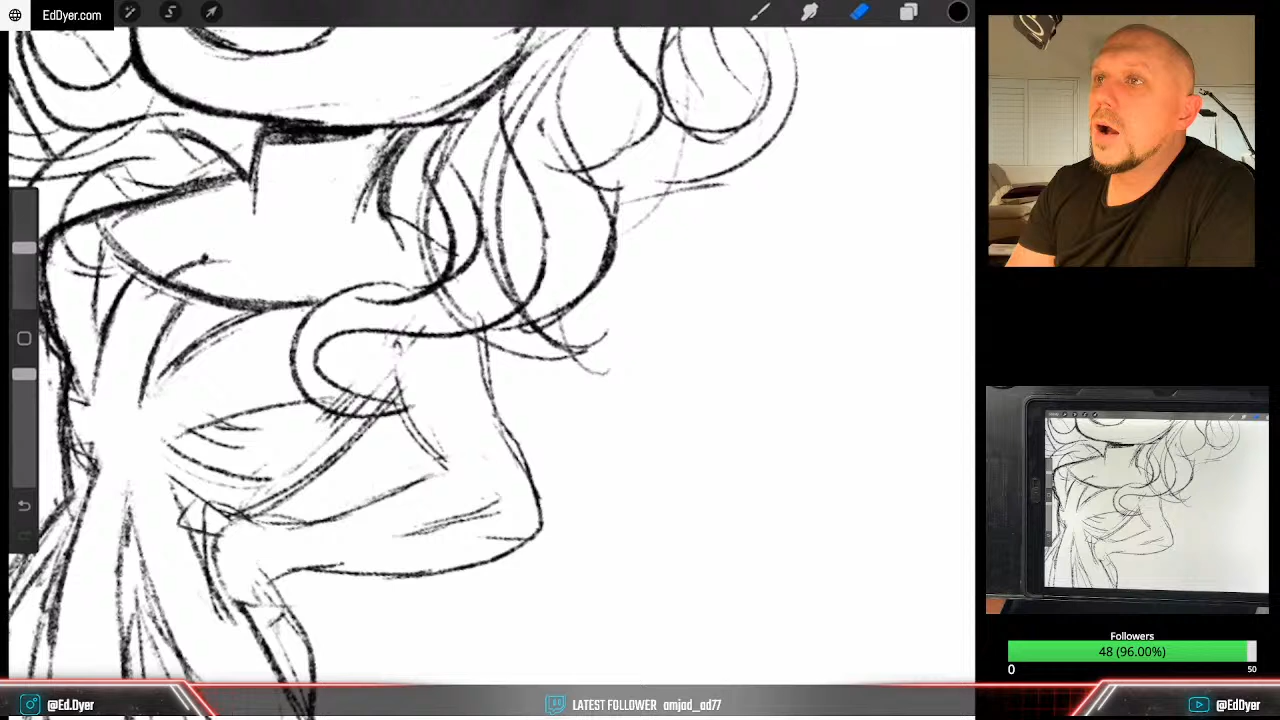 EdDyer.com
Followers
48 (96.00%)
0
50
@Ed.Dyer
LATEST FOLLOWER amjad_ad77
@EdDyer